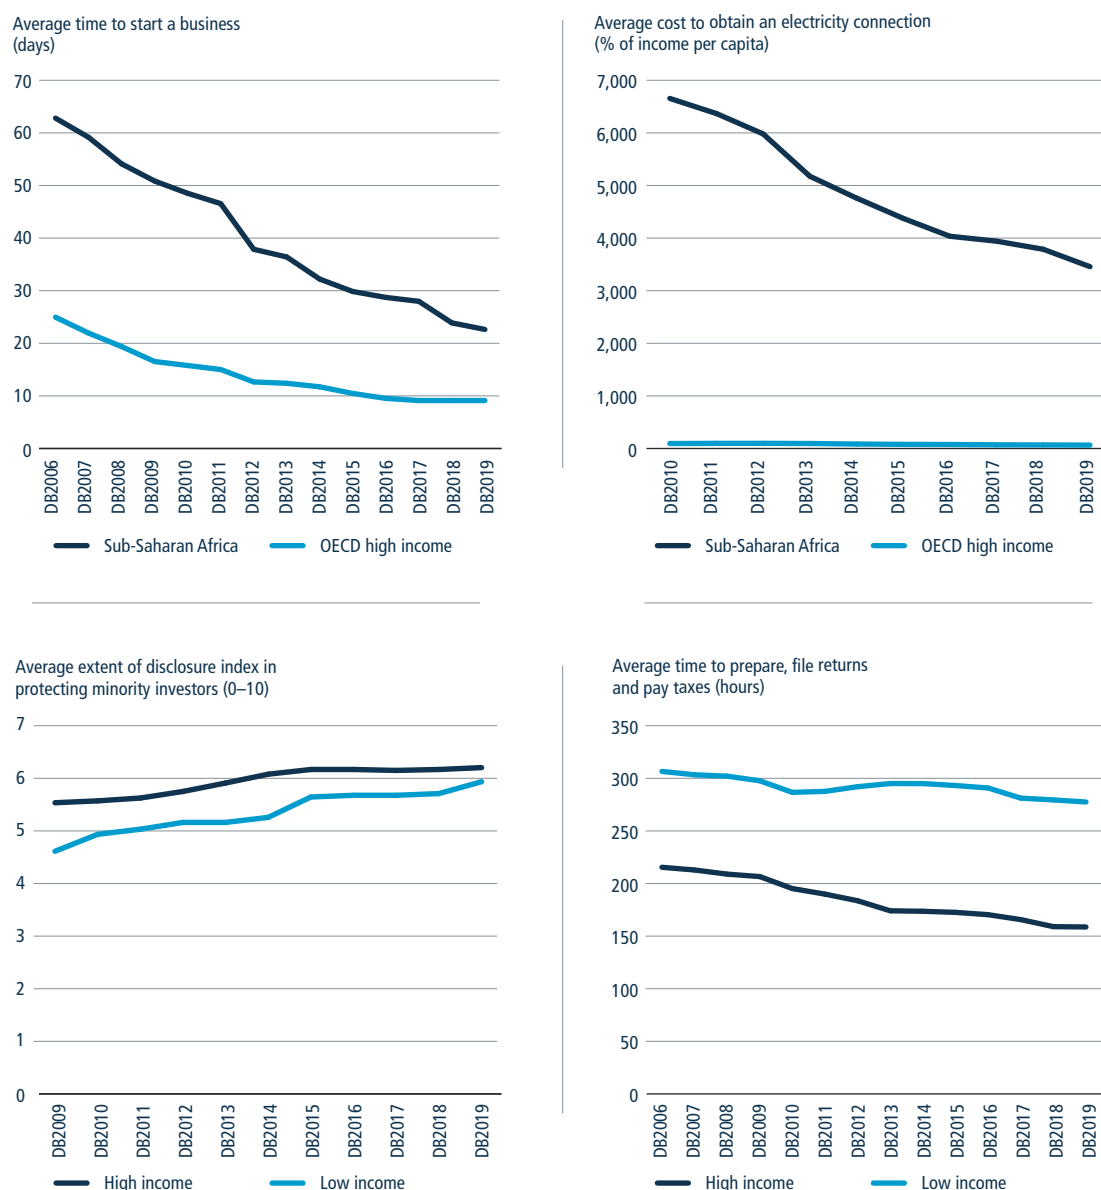 Average time to start a business
(days)
70
60
50
40
30
20
10
0
DB2006
DB2007
DB2008
DB2009
DB2010
DB2011
DB2012
DB2013
DB2014
DB2015
DB2016
DB2017
DB2018
DB2019
Sub-Saharan Africa
OECD high income
Average cost to obtain an electricity connection
(% of income per capita)
7,000
6,000
5,000
4,000
3,000
2,000
1,000
0
DB2010
DB2011
DB2012
DB2013
DB2014
DB2015
DB2016
DB2017
DB2018
DB2019
Sub-Saharan Africa
OECD high income
Average extent of disclosure index in
protecting minority investors (0–10)
7
6
5
4
3
2
1
0
DB2009
DB2010
DB2011
DB2012
DB2013
DB2014
DB2015
DB2016
DB2017
DB2018
DB2019
High income
Low income
Average time to prepare, file returns
and pay taxes (hours)
350
300
250
200
150
100
50
0
DB2006
DB2007
DB2008
DB2009
DB2010
DB2011
DB2012
DB2013
DB2014
DB2015
DB2016
DB2017
DB2018
DB2019
High income
Low income